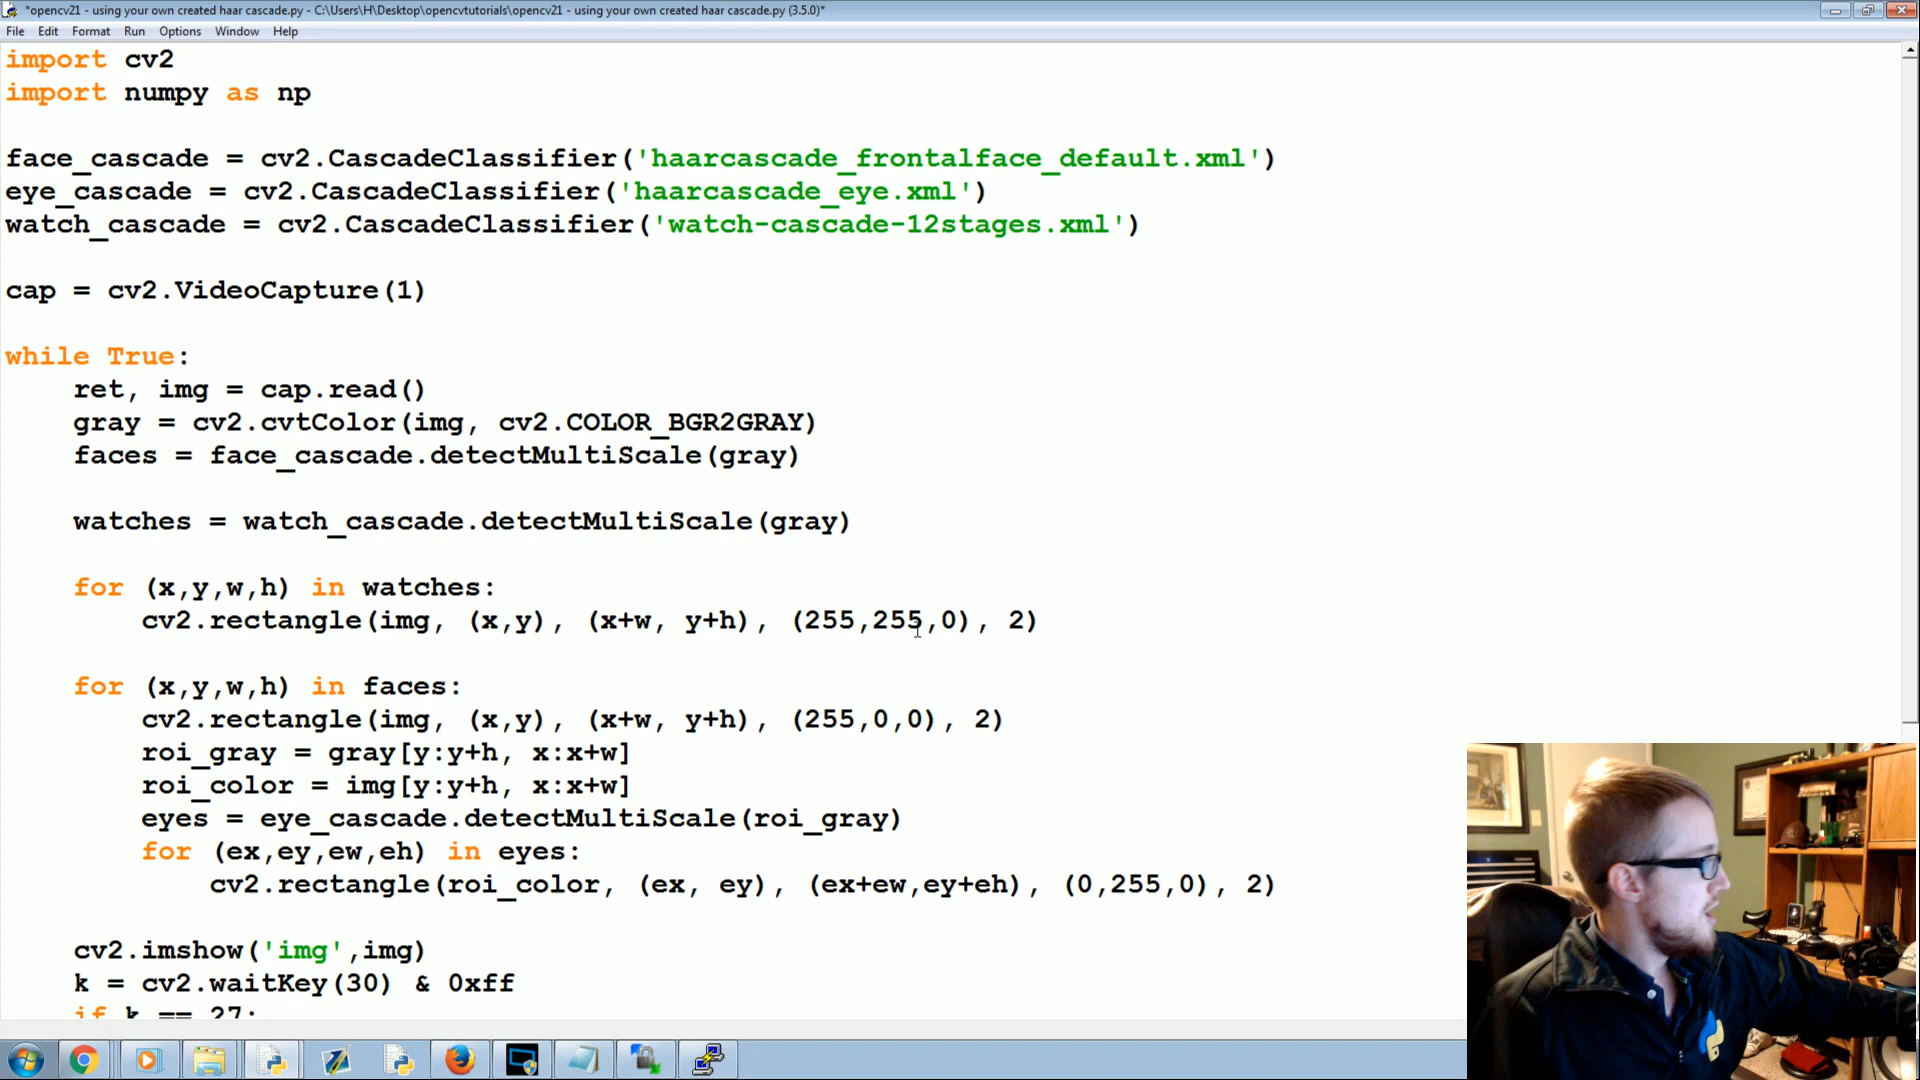 *opencv21 - using your own created haar cascade.py - C:\Users\H\Desktop\opencvtutorials\opencv21 - using your own created haar cascade.py (3.5.0)*
File Edit Format Run Options Window Help
import cv2
import numpy as np
face_cascade = cv2.CascadeClassifier('haarcascade_frontalface_default.xml')
eye_cascade = cv2.CascadeClassifier('haarcascade_eye.xml')
watch_cascade = cv2.CascadeClassifier('watch-cascade-12stages.xml')
cap = cv2.VideoCapture(1)
while True:
    ret, img = cap.read()
    gray = cv2.cvtColor(img, cv2.COLOR_BGR2GRAY)
    faces = face_cascade.detectMultiScale(gray)
    watches = watch_cascade.detectMultiScale(gray)
    for (x,y,w,h) in watches:
        cv2.rectangle(img, (x,y), (x+w, y+h), (255,255,0), 2)
    for (x,y,w,h) in faces:
        cv2.rectangle(img, (x,y), (x+w, y+h), (255,0,0), 2)
        roi_gray = gray[y:y+h, x:x+w]
        roi_color = img[y:y+h, x:x+w]
        eyes = eye_cascade.detectMultiScale(roi_gray)
        for (ex,ey,ew,eh) in eyes:
            cv2.rectangle(roi_color, (ex, ey), (ex+ew,ey+eh), (0,255,0), 2)
    cv2.imshow('img',img)
    k = cv2.waitKey(30) & 0xff
    if k == 27: